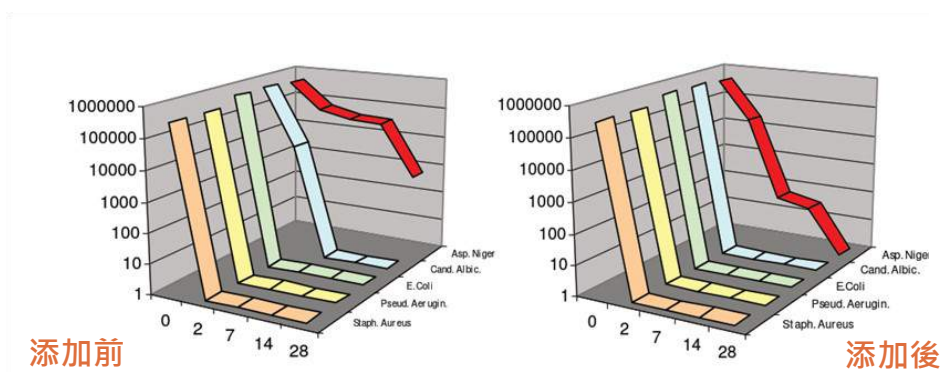 1000000
100000
10000
1000
100
10
1
0
2
7
14
28
Asp. Niger
Cand. Albic.
E.Coli
Pseud. Aerugin.
Staph. Aureus
添加前
1000000
100000
10000
1000
100
10
1
0
2
7
14
28
Asp. Nige
Cand. Albic.
E.Coli
Pseud. Aerugin.
Staph. Aureus
添加後